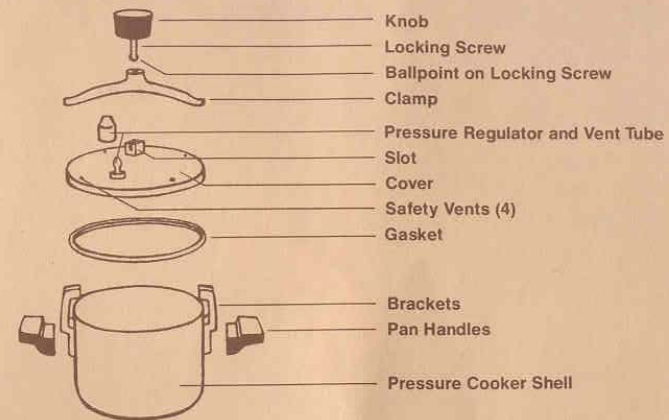 Knob
Locking Screw
Ballpoint on Locking Screw
Clamp
Pressure Regulator and Vent Tube
Slot
Cover
Safety Vents (4)
Gasket
Brackets
Pan Handles
Pressure Cooker Shell